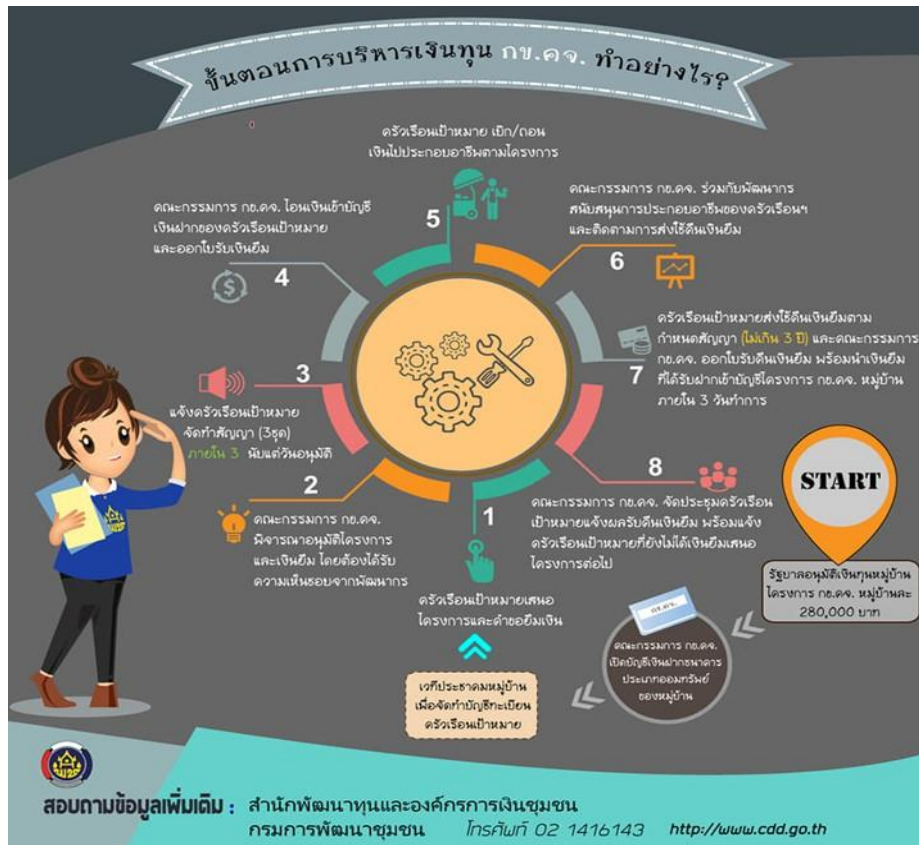 ขั้นตอนการบริหารเงินทุน กข.คจ. ทำอย่างไร?
START
รัฐบาลอนุมัติเงินทุนหมู่บ้าน
โครงการ กข.คจ. หมู่บ้านละ
280,000 บาท
กข.คจ.
คณะกรรมการ กข.คจ.
เปิดบัญชีเงินฝากธนาคาร
ประเภทออมทรัพย์
ของหมู่บ้าน
เวทีประชาคมหมู่บ้าน
เพื่อจัดทำบัญชีทะเบียน
ครัวเรือนเป้าหมาย
1
ครัวเรือนเป้าหมายเสนอ
โครงการและคำขอยืมเงิน
2
คณะกรรมการ กข.คจ.
พิจารณาอนุมัติโครงการ
และเงินยืม โดยต้องได้รับ
ความเห็นชอบจากพัฒนากร
3
แจ้งครัวเรือนเป้าหมาย
จัดทำสัญญา (3ชุด)
ภายใน 3 นับแต่วันอนุมัติ
4
คณะกรรมการ กข.คจ. โอนเงินเข้าบัญชี
เงินฝากของครัวเรือนเป้าหมาย
และออกใบรับเงินยืม
5
ครัวเรือนเป้าหมาย เบิก/ถอน
เงินไปประกอบอาชีพตามโครงการ
6
คณะกรรมการ กข.คจ. ร่วมกับพัฒนากร
สนับสนุนการประกอบอาชีพของครัวเรือนฯ
และติดตามการส่งใช้คืนเงินยืม
7
ครัวเรือนเป้าหมายส่งใช้คืนเงินยืมตาม
กำหนดสัญญา (ไม่เกิน 3 ปี) และคณะกรรมการ
กข.คจ. ออกใบรับคืนเงินยืม พร้อมนำเงินยืม
ที่ได้รับฝากเข้าบัญชีโครงการ กข.คจ. หมู่บ้าน
ภายใน 3 วันทำการ
8
คณะกรรมการ กข.คจ. จัดประชุมครัวเรือน
เป้าหมายแจ้งผลรับคืนเงินยืม พร้อมแจ้ง
ครัวเรือนเป้าหมายที่ยังไม่ได้เงินยืมเสนอ
โครงการต่อไป
พช
สอบถามข้อมูลเพิ่มเติม : สำนักพัฒนาทุนและองค์กรการเงินชุมชน
กรมการพัฒนาชุมชน โทรศัพท์ 02 1416143 http://www.cdd.go.th